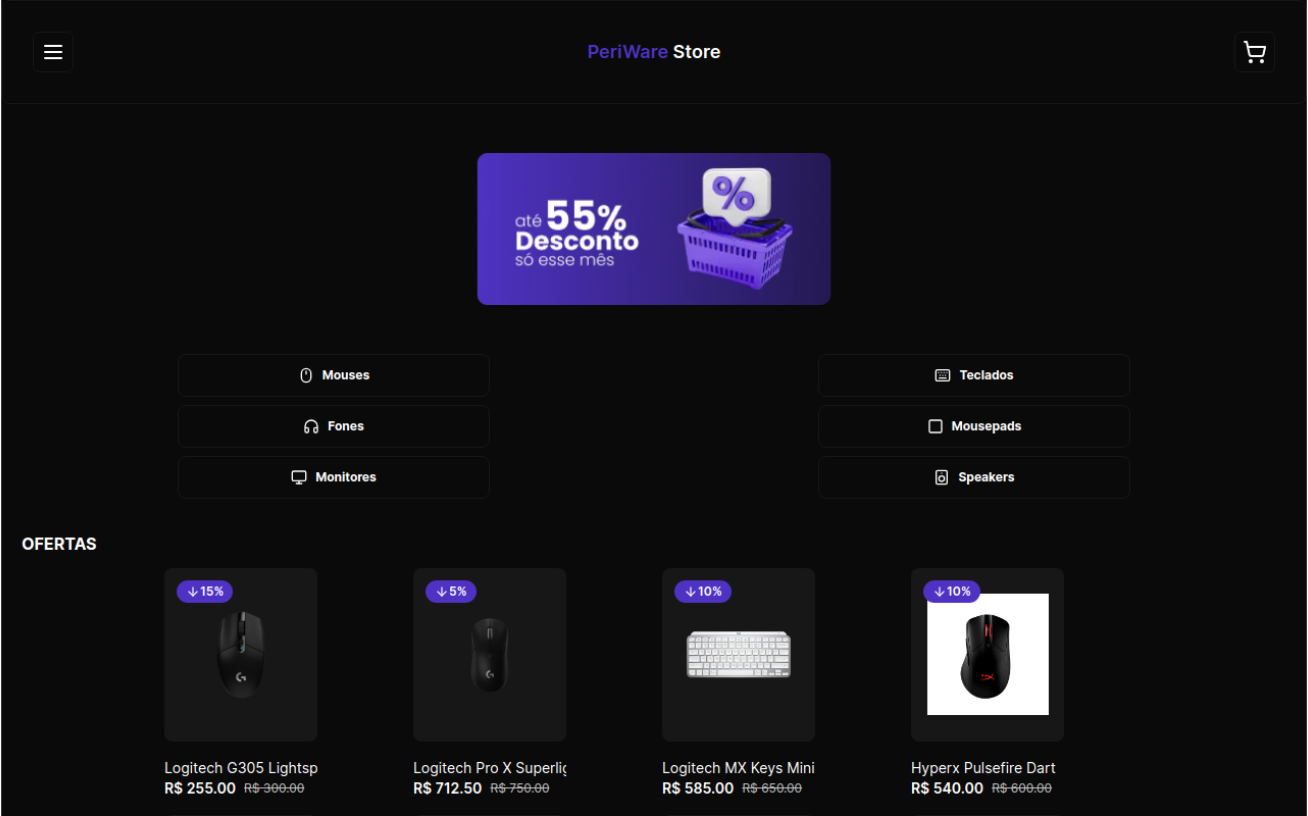 PeriWare Store
até 55%
Desconto
só esse mês
Mouses
Teclados
Fones
Mousepads
Monitores
Speakers
OFERTAS
15%
5%
10%
10%
Logitech G305 Lightsp
Logitech Pro X Superlig
Logitech MX Keys Mini
Hyperx Pulsefire Dart
R$ 255.00 R$ 300.00
R$ 712.50 R$ 750.00
R$ 585.00 R$ 650.00
R$ 540.00 R$ 600.00